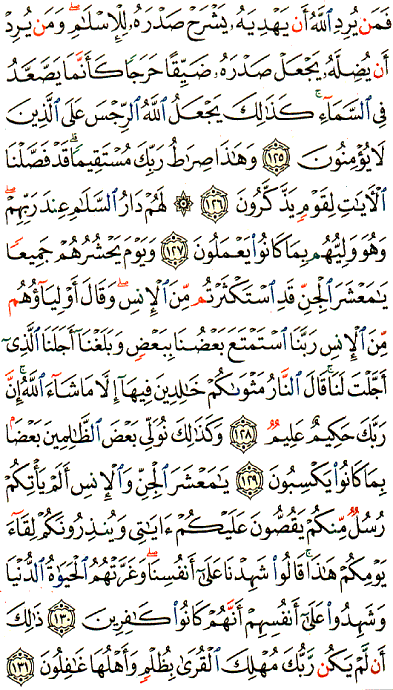 فَمَن يُرِدِ ٱللَّهُ أَن يَهْدِيَهُۥ يَشْرَحْ صَدْرَهُۥ لِلْإِسْلَـٰمِ ۖ وَمَن يُرِدْ
أَن يُضِلَّهُۥ يَجْعَلْ صَدْرَهُۥ ضَيِّقًا حَرَجًا كَأَنَّمَا يَصَّعَّدُ
فِى ٱلسَّمَآءِ ۚ كَذَٰلِكَ يَجْعَلُ ٱللَّهُ ٱلرِّجْسَ عَلَى ٱلَّذِينَ
لَا يُؤْمِنُونَ ﴿١٢٥﴾ وَهَـٰذَا صِرَٰطُ رَبِّكَ مُسْتَقِيمًا ۗ قَدْ فَصَّلْنَا
ٱلْـَٔايَـٰتِ لِقَوْمٍ يَذَّكَّرُونَ ﴿١٢٦﴾ ۞ لَهُمْ دَارُ ٱلسَّلَـٰمِ عِندَ رَبِّهِمْ ۖ
وَهُوَ وَلِيُّهُم بِمَا كَانُوا۟ يَعْمَلُونَ ﴿١٢٧﴾ وَيَوْمَ يَحْشُرُهُمْ جَمِيعًا
يَـٰمَعْشَرَ ٱلْجِنِّ قَدِ ٱسْتَكْثَرْتُم مِّنَ ٱلْإِنسِ ۖ وَقَالَ أَوْلِيَآؤُهُم
مِّنَ ٱلْإِنسِ رَبَّنَا ٱسْتَمْتَعَ بَعْضُنَا بِبَعْضٍ وَبَلَغْنَآ أَجَلَنَا ٱلَّذِىٓ
أَجَّلْتَ لَنَا ۚ قَالَ ٱلنَّارُ مَثْوَىٰكُمْ خَـٰلِدِينَ فِيهَآ إِلَّا مَا شَآءَ ٱللَّهُ ۗ إِنَّ
رَبَّكَ حَكِيمٌ عَلِيمٌ ﴿١٢٨﴾ وَكَذَٰلِكَ نُوَلِّى بَعْضَ ٱلظَّـٰلِمِينَ بَعْضًۢا
بِمَا كَانُوا۟ يَكْسِبُونَ ﴿١٢٩﴾ يَـٰمَعْشَرَ ٱلْجِنِّ وَٱلْإِنسِ أَلَمْ يَأْتِكُمْ
رُسُلٌ مِّنكُمْ يَقُصُّونَ عَلَيْكُمْ ءَايَـٰتِى وَيُنذِرُونَكُمْ لِقَآءَ
يَوْمِكُمْ هَـٰذَا ۚ قَالُوا۟ شَهِدْنَا عَلَىٰٓ أَنفُسِنَا ۖ وَغَرَّتْهُمُ ٱلْحَيَوٰةُ ٱلدُّنْيَا
وَشَهِدُوا۟ عَلَىٰٓ أَنفُسِهِمْ أَنَّهُمْ كَانُوا۟ كَـٰفِرِينَ ﴿١٣٠﴾ ذَٰلِكَ
أَن لَّمْ يَكُن رَّبُّكَ مُهْلِكَ ٱلْقُرَىٰ بِظُلْمٍ وَأَهْلُهَا غَـٰفِلُونَ ﴿١٣١﴾